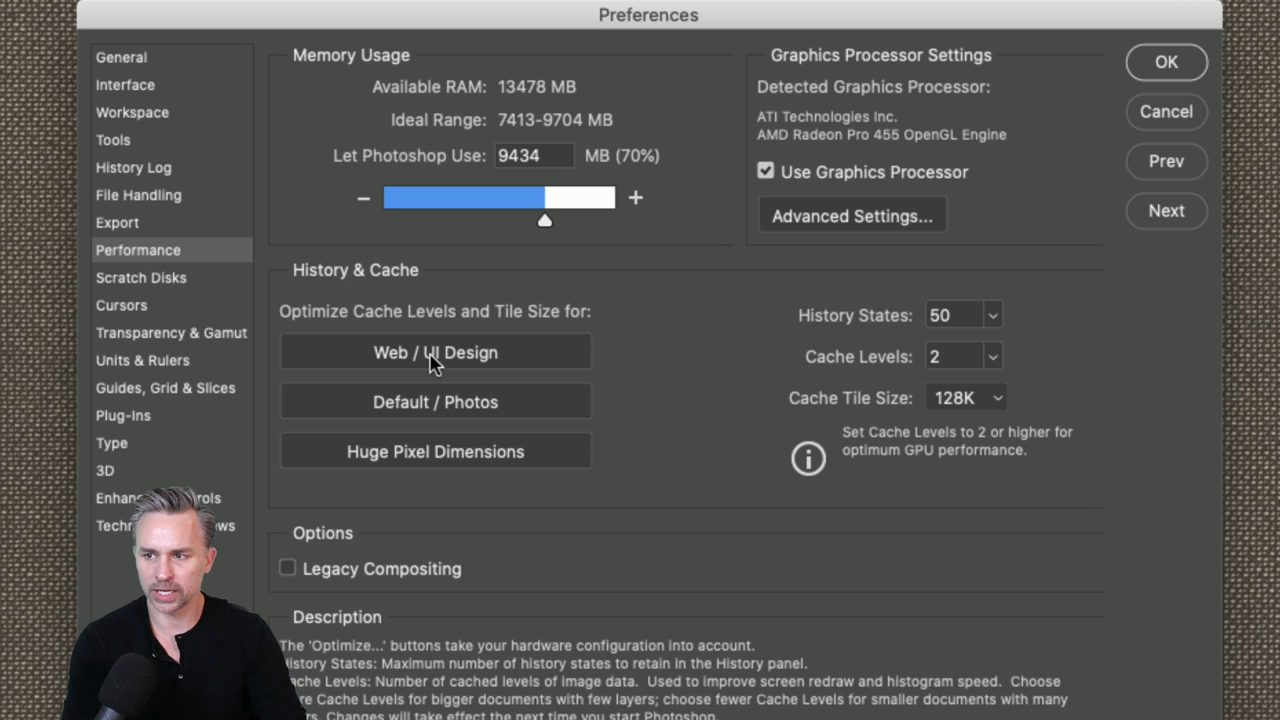 Preferences
General
Interface
Workspace
Tools
History Log
File Handling
Export
Performance
Scratch Disks
Cursors
Transparency & Gamut
Units & Rulers
Guides, Grid & Slices
Plug-Ins
Type
3D
Memory Usage
Available RAM: 13478 MB
Ideal Range: 7413-9704 MB
Let Photoshop Use: 9434 MB (70%)
− +
Graphics Processor Settings
Detected Graphics Processor:
ATI Technologies Inc.
AMD Radeon Pro 455 OpenGL Engine
Use Graphics Processor
Advanced Settings...
OK
Cancel
Prev
Next
History & Cache
Optimize Cache Levels and Tile Size for:
Web / UI Design
Default / Photos
Huge Pixel Dimensions
History States: 50
Cache Levels: 2
Cache Tile Size: 128K
Set Cache Levels to 2 or higher for
optimum GPU performance.
Options
Legacy Compositing
Description
The 'Optimize...' buttons take your hardware configuration into account.
History States: Maximum number of history states to retain in the History panel.
Levels: Number of cached levels of image data. Used to improve screen redraw and histogram speed. Choose
Cache Levels for bigger documents with few layers; choose fewer Cache Levels for smaller documents with many
Changes will take effect the next time you start Photoshop.